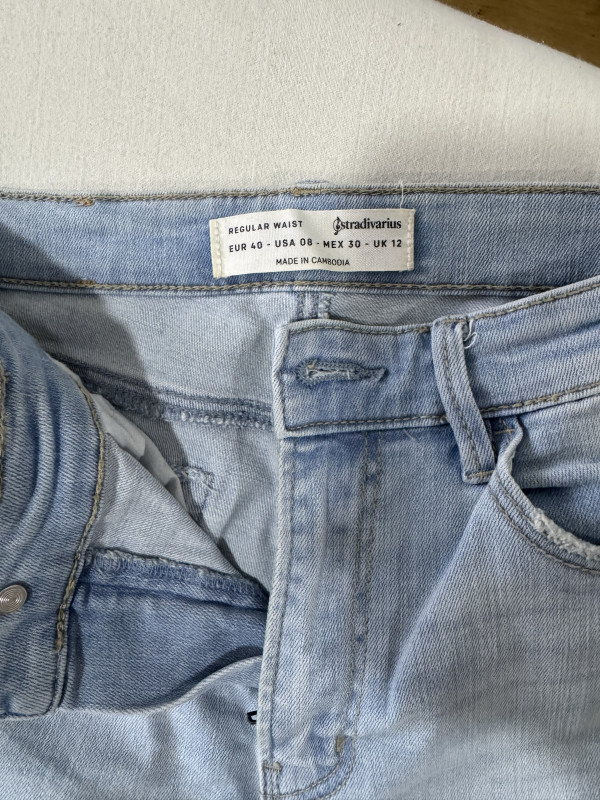 REGULAR WAIST stradivarius
EUR 40 - USA 08 - MEX 30 - UK 12
MADE IN CAMBODIA